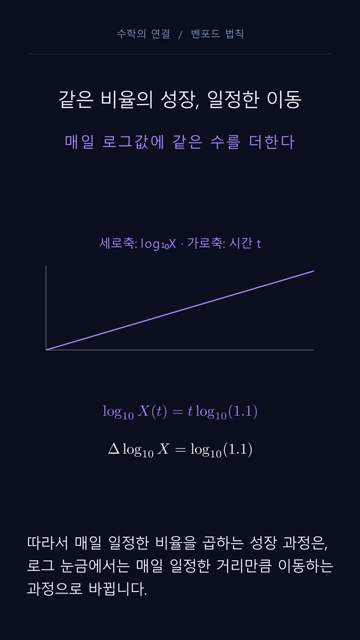 수학의 연결 / 벤포드 법칙
같은 비율의 성장, 일정한 이동
매일 로그값에 같은 수를 더한다
세로축: log₁₀X · 가로축: 시간 t
log₁₀ X(t) = t log₁₀(1.1)
Δ log₁₀ X = log₁₀(1.1)
따라서 매일 일정한 비율을 곱하는 성장 과정은,
로그 눈금에서는 매일 일정한 거리만큼 이동하는
과정으로 바뀝니다.